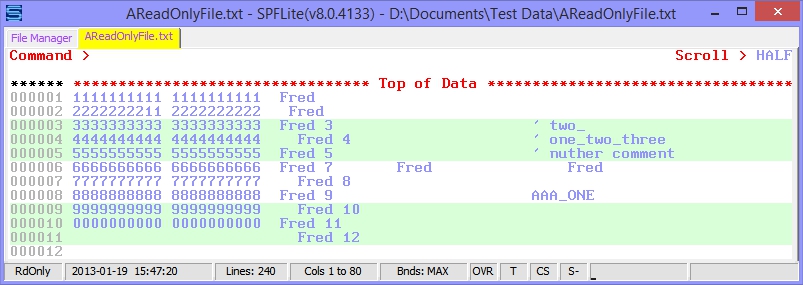 AReadOnlyFile.txt - SPFLite(v8.0.4133) - D:\Documents\Test Data\AReadOnlyFile.txt
File Manager AReadOnlyFile.txt
Command > Scroll > HALF
****** ********************************* Top of Data **********************************
000001 1111111111 1111111111 Fred
000002 2222222211 2222222222 Fred
000003 3333333333 3333333333 Fred 3 ' two_
000004 4444444444 4444444444 Fred 4 ' one_two_three
000005 5555555555 5555555555 Fred 5 ' nuther comment
000006 6666666666 6666666666 Fred 7 Fred Fred
000007 7777777777 7777777777 Fred 8
000008 8888888888 8888888888 Fred 9 AAA_ONE
000009 9999999999 9999999999 Fred 10
000010 0000000000 0000000000 Fred 11
000011 Fred 12
000012
RdOnly 2013-01-19 15:47:20 Lines: 240 Cols 1 to 80 Bnds: MAX OVR T CS S-